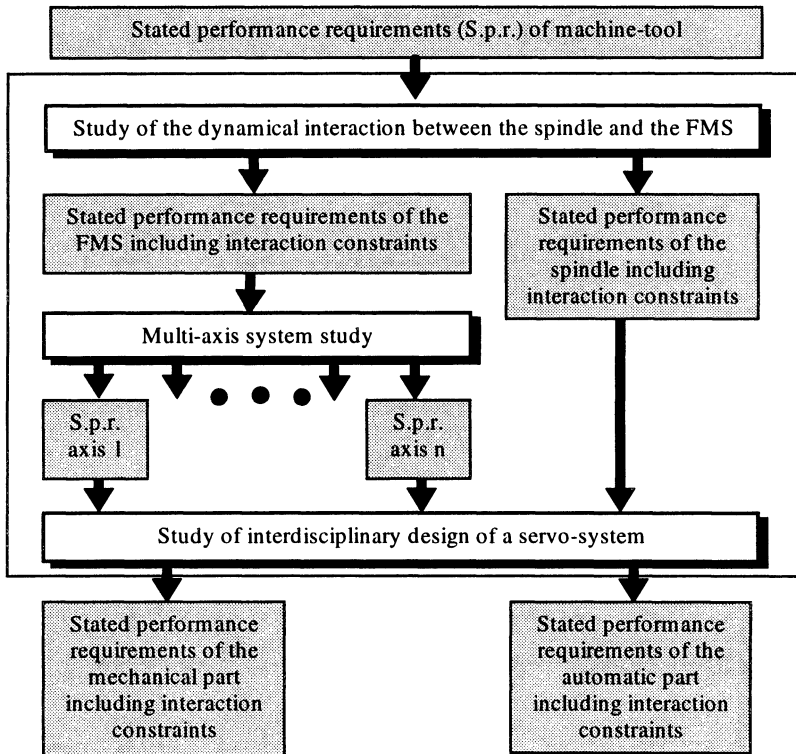 Stated performance requirements (S.p.r.) of machine-tool
Study of the dynamical interaction between the spindle and the FMS
Stated performance requirements of the
FMS including interaction constraints
Stated performance
requirements of the
spindle including
interaction constraints
Multi-axis system study
S.p.r.
axis 1
S.p.r.
axis n
Study of interdisciplinary design of a servo-system
Stated performance
requirements of the
mechanical part
including interaction
constraints
Stated performance
requirements of the
automatic part
including interaction
constraints